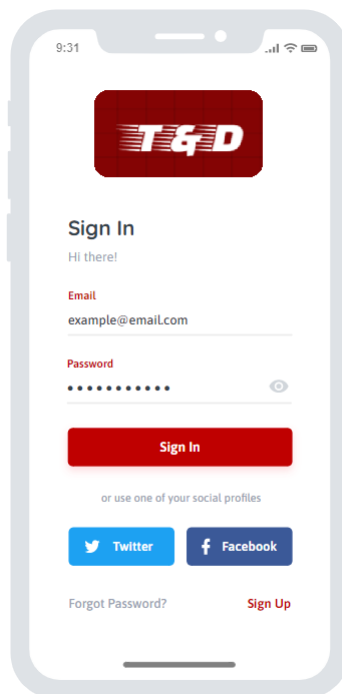 9:31
T & D
Sign In
Hi there!
Email
example@email.com
Password
•••••••••••
Sign In
or use one of your social profiles
Twitter
Facebook
Forgot Password?
Sign Up